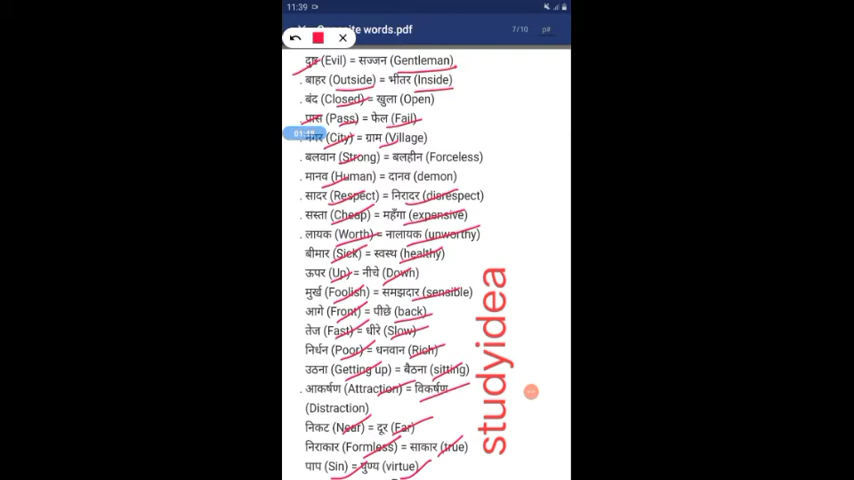 11:39
site words.pdf
7/10
(Evil) = सज्जन (Gentleman)
. बाहर (Outside) = भीतर (Inside)
. बंद (Closed) = खुला (Open)
. पास (Pass) = फेल (Fail)
(City) = ग्राम (Village)
. बलवान (Strong) = बलहीन (Forceless)
. मानव (Human) = दानव (demon)
. सादर (Respect) = निरादर (disrespect)
. सस्ता (Cheap) = महँगा (expensive)
. लायक (Worth) = नालायक (unworthy)
बीमार (Sick) = स्वस्थ (healthy)
ऊपर (Up) = नीचे (Down)
मुर्ख (Foolish) = समझदार (sensible)
आगे (Front) = पीछे (back)
तेज (Fast) = धीरे (Slow)
निर्धन (Poor) = धनवान (Rich)
उठना (Getting up) = बैठना (sitting)
. आकर्षण (Attraction) = विकर्षण
(Distraction)
निकट (Near) = दूर (Far)
निराकार (Formless) = साकार (true)
पाप (Sin) = पुण्य (virtue)
studyidea